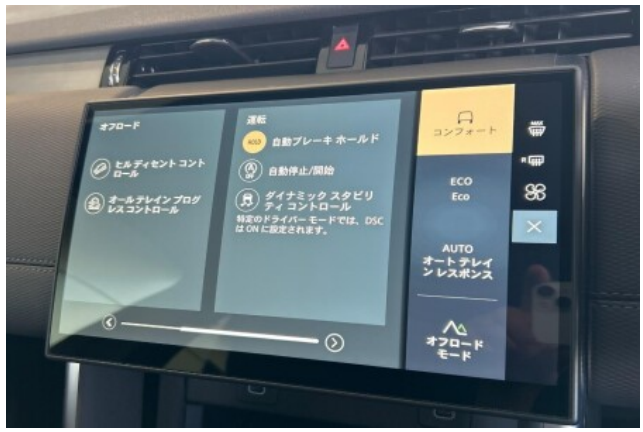 オフロード
ヒルディセント コント
ロール
オールテレイン プログ
レスコントロール
運転
HOLD
自動ブレーキ ホールド
自動停止/開始
ダイナミック スタビリ
ティ コントロール
特定のドライバー モードでは、DSC
は ON に設定されます。
コンフォート
ECO
Eco
AUTO
オート テレイ
ン レスポンス
オフロード
モード
MAX
R